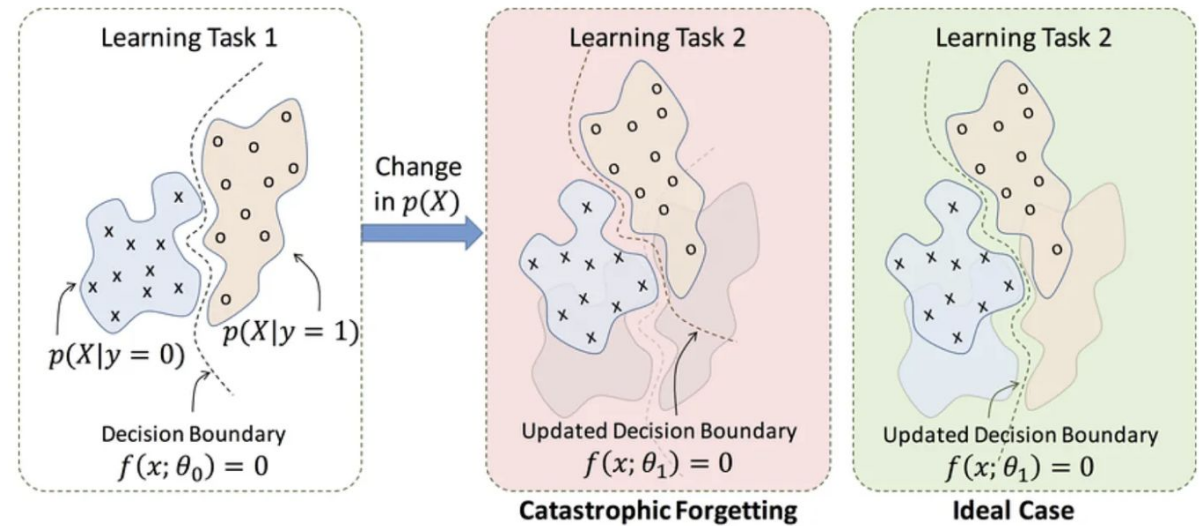 Learning Task 1
p(X|y = 0)
p(X|y = 1)
Decision Boundary
f(x; θ₀) = 0
Change
in p(X)
Learning Task 2
Updated Decision Boundary
f(x; θ₁) = 0
Catastrophic Forgetting
Learning Task 2
Updated Decision Boundary
f(x; θ₁) = 0
Ideal Case